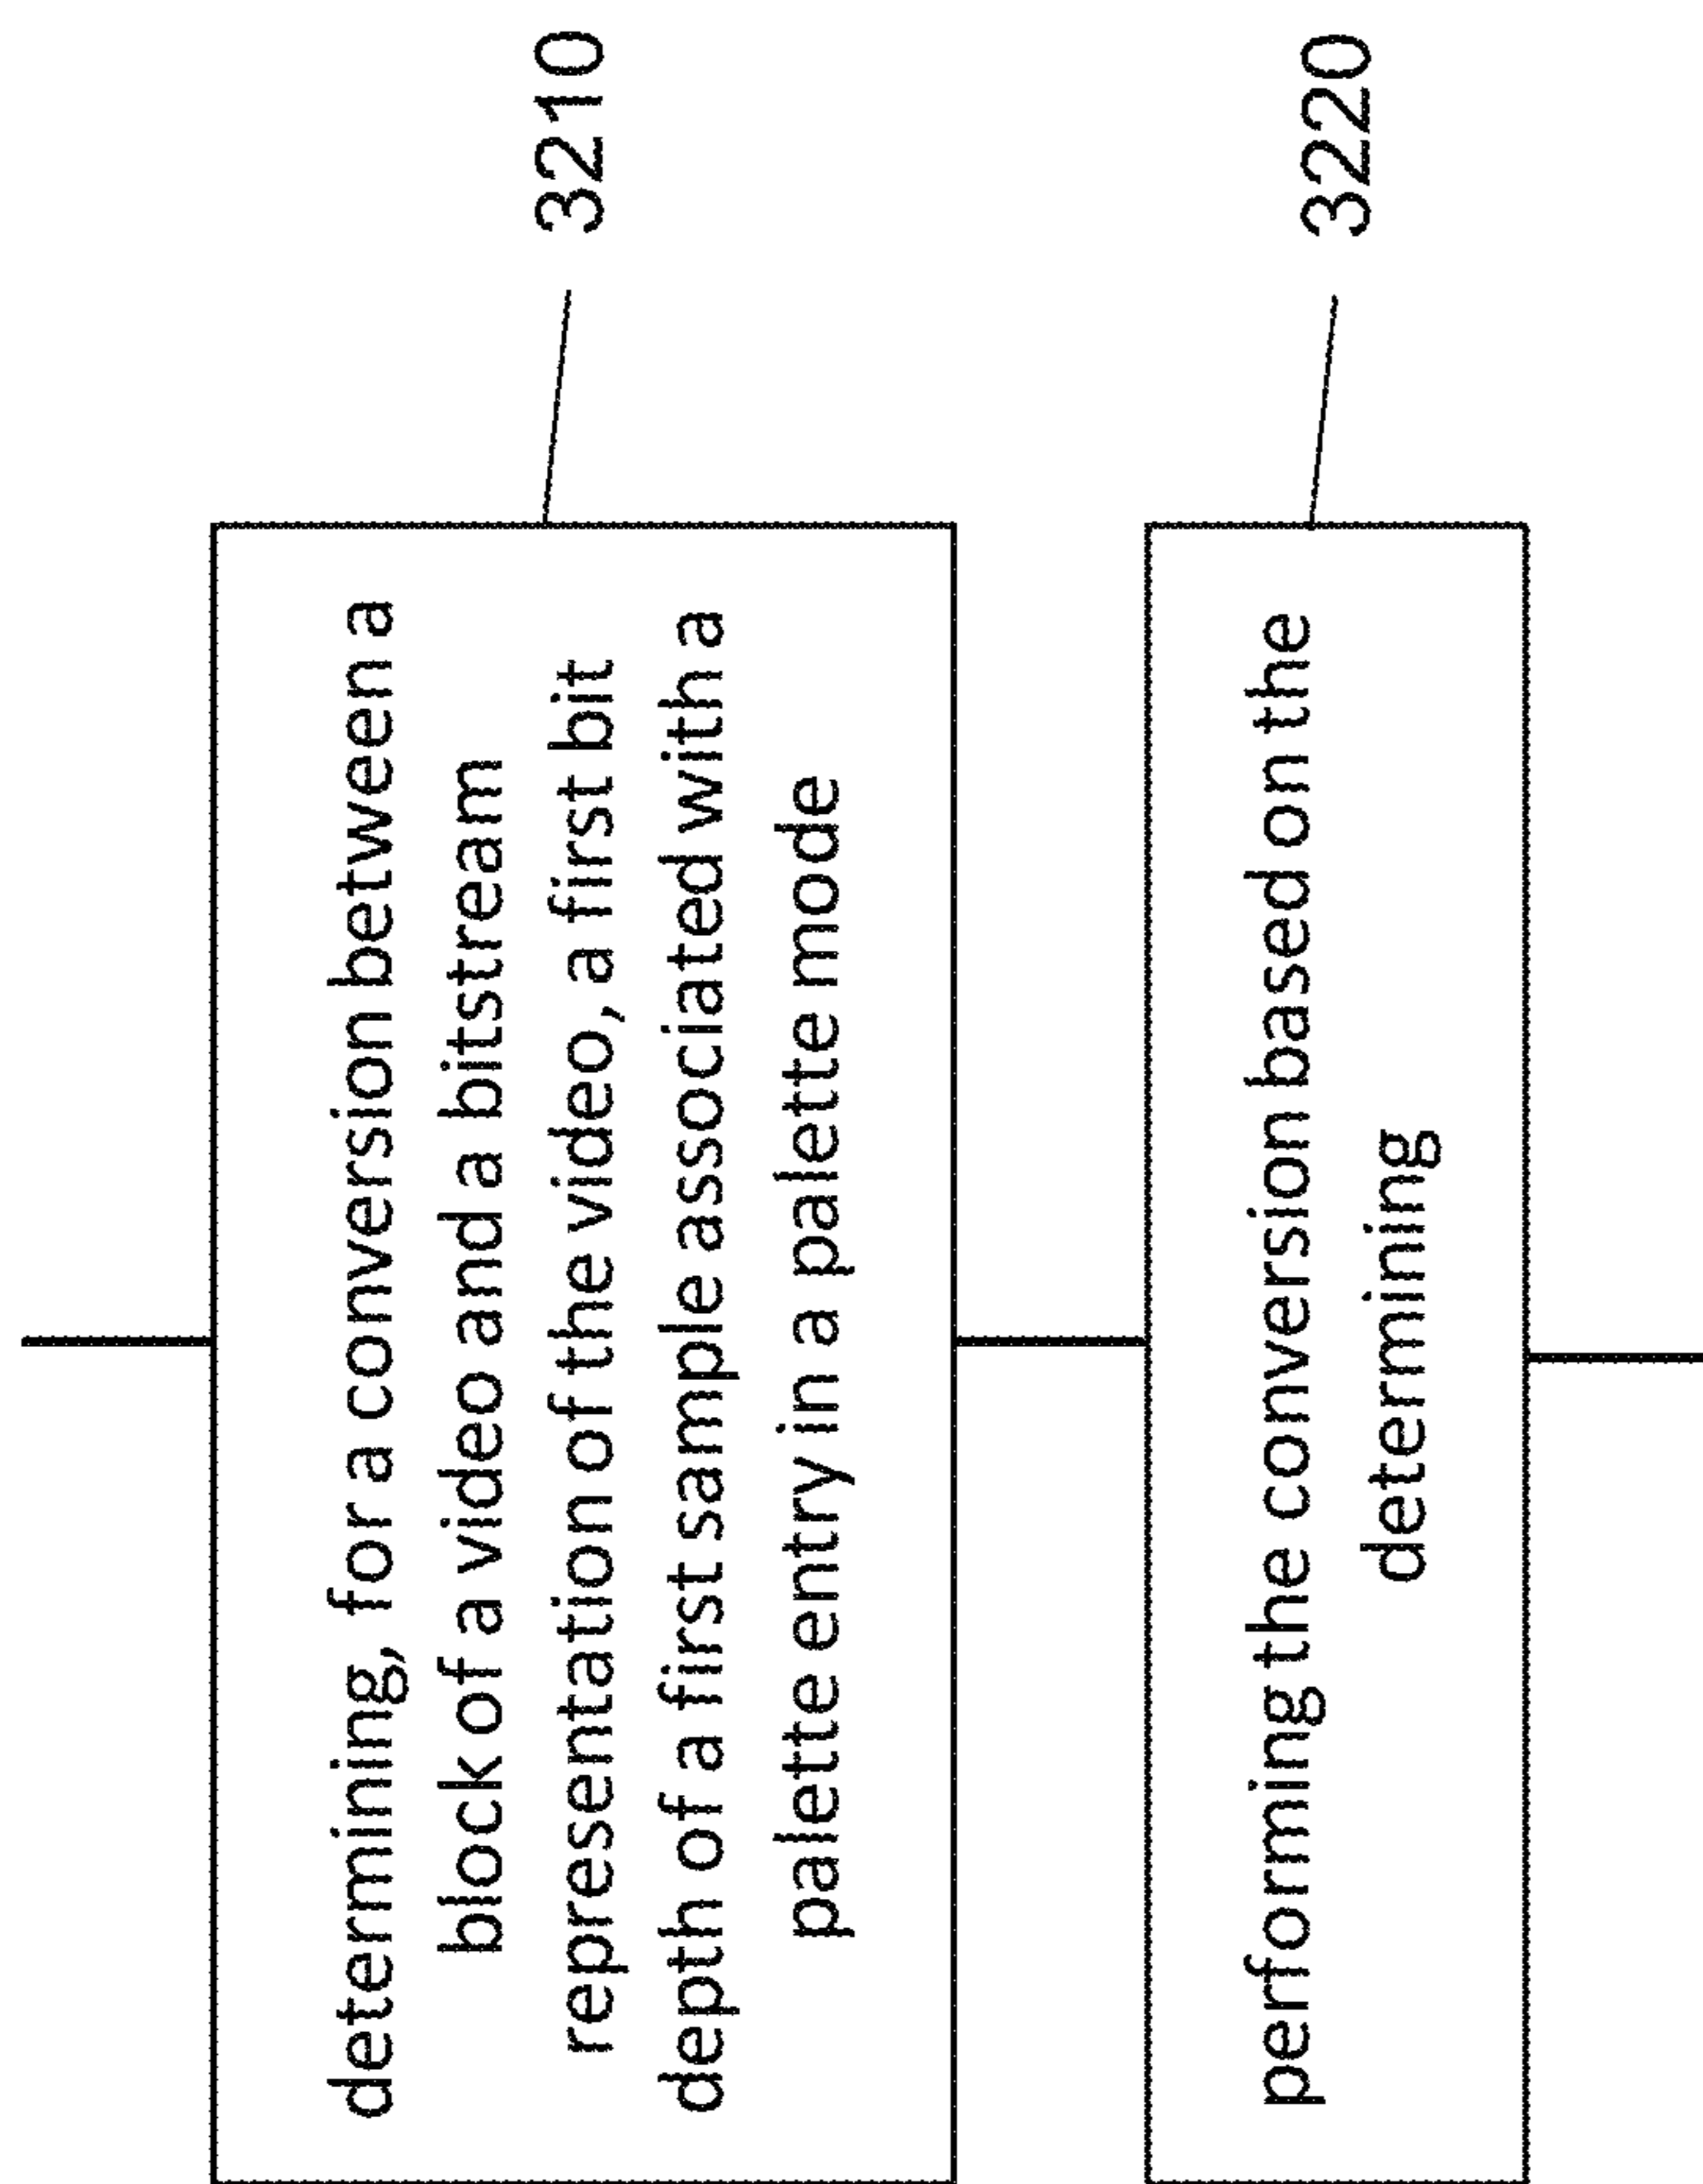 determining, for a conversion between a
block of a video and a bitstream
representation of the video, a first bit
depth of a first sample associated with a
palette entry in a palette mode
3210
performing the conversion based on the
determining
3220